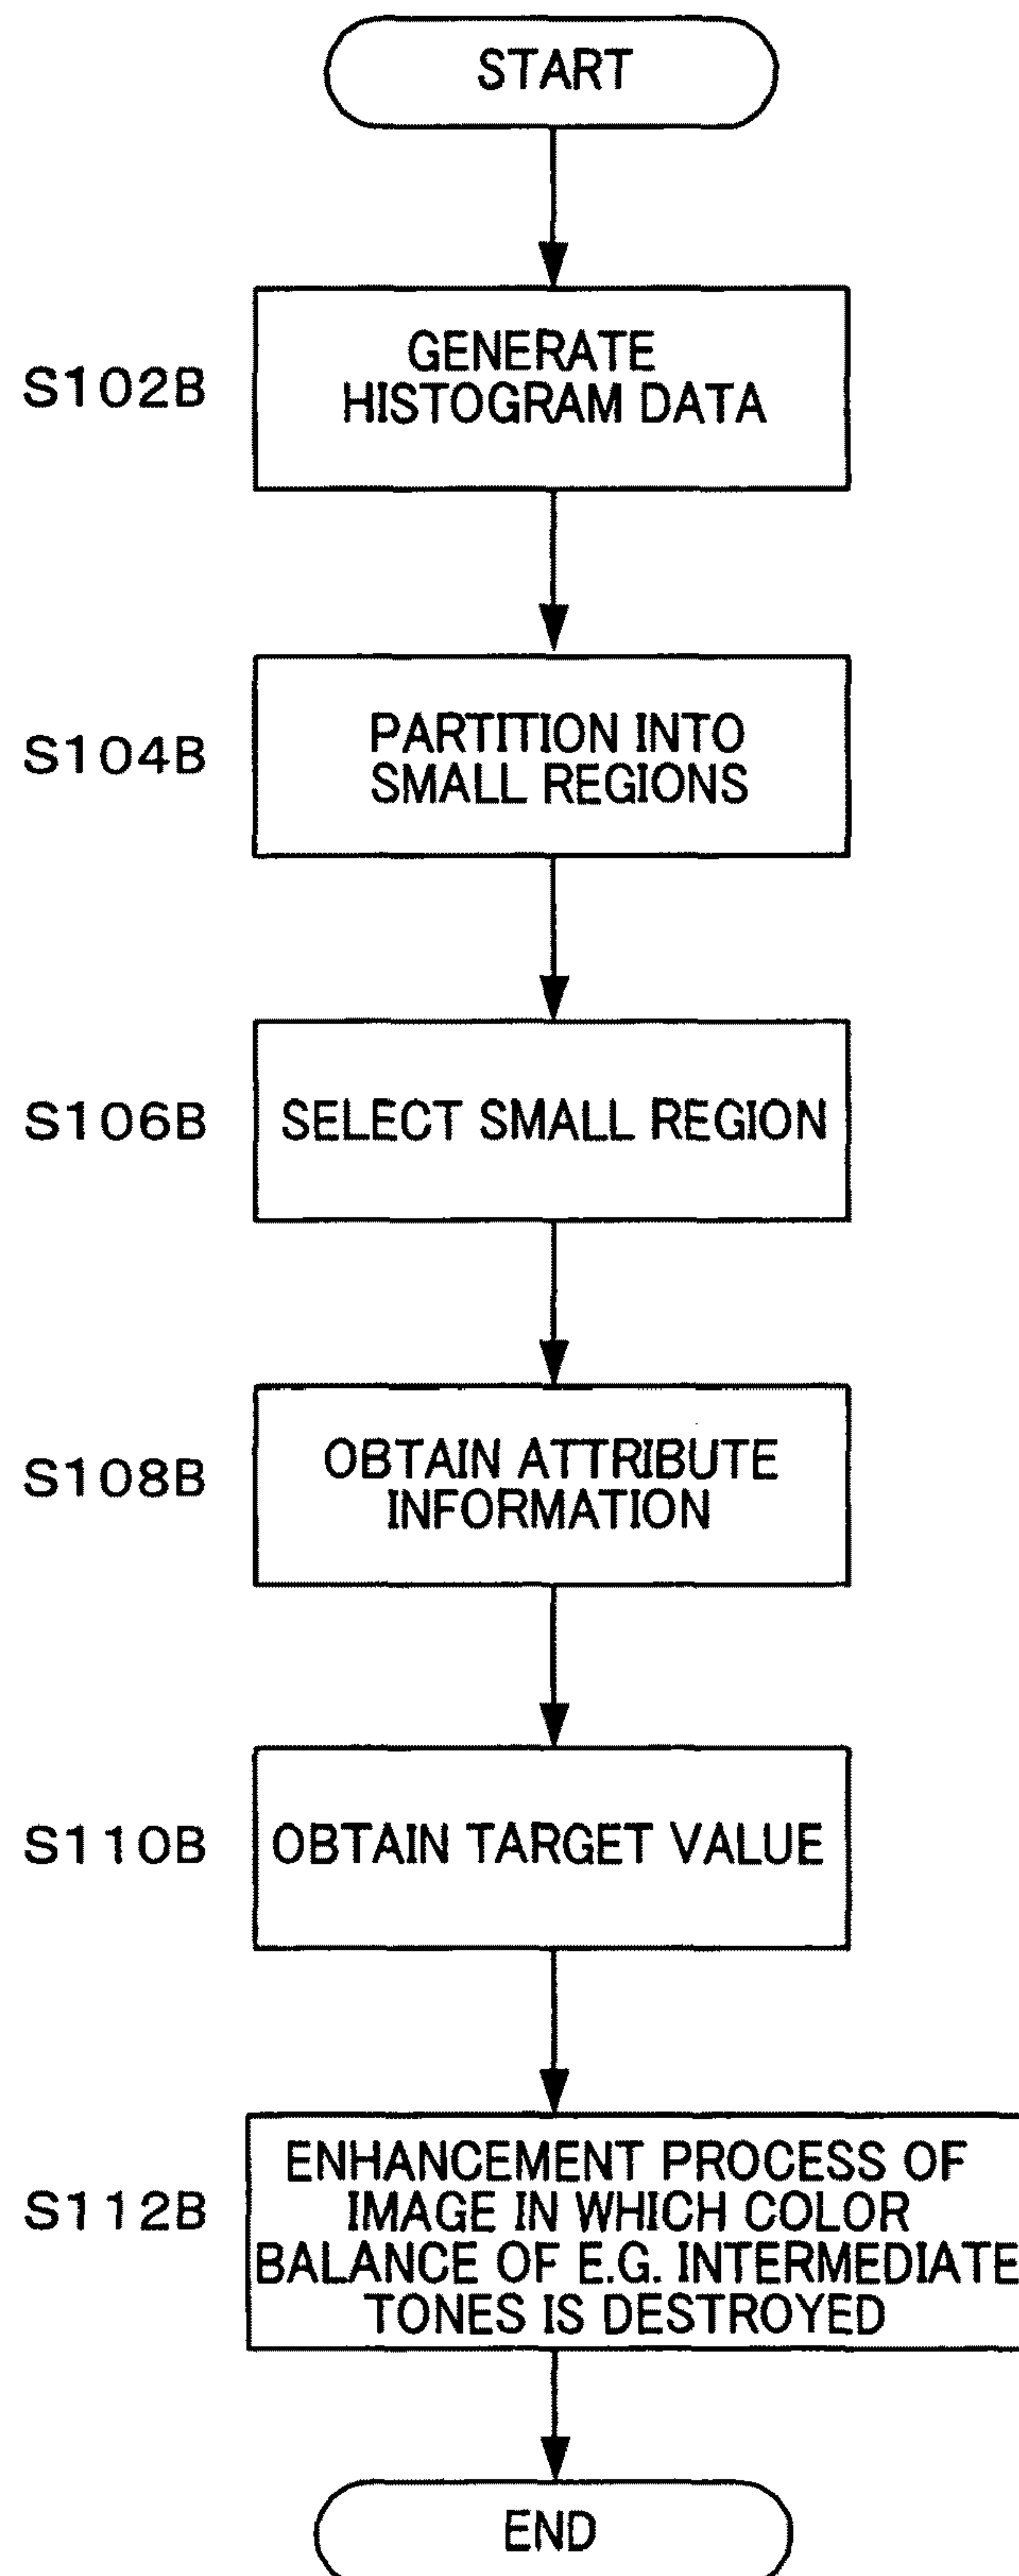 START
S102B
GENERATE
HISTOGRAM DATA
S104B
PARTITION INTO
SMALL REGIONS
S106B
SELECT SMALL REGION
S108B
OBTAIN ATTRIBUTE
INFORMATION
S110B
OBTAIN TARGET VALUE
S112B
ENHANCEMENT PROCESS OF
IMAGE IN WHICH COLOR
BALANCE OF E.G. INTERMEDIATE
TONES IS DESTROYED
END